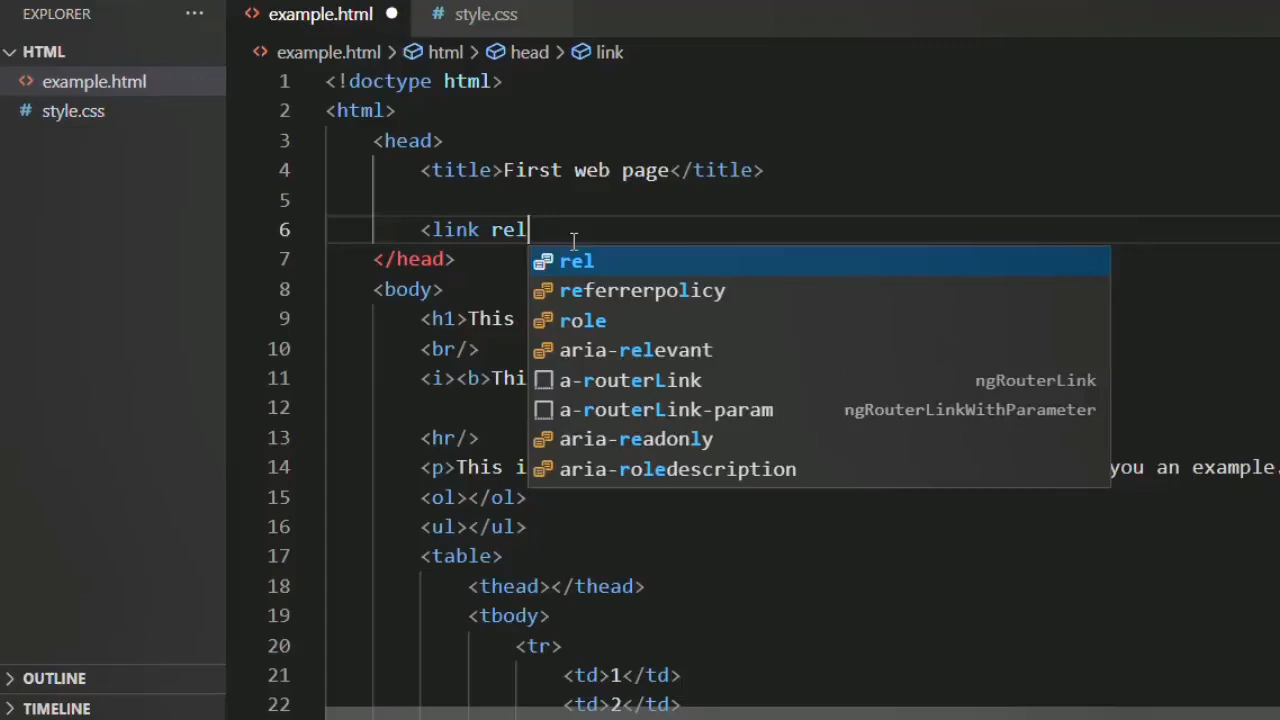 EXPLORER ···
HTML
example.html
style.css
OUTLINE
TIMELINE
example.html
style.css
example.html > html > head > link
1 <!doctype html>
2 <html>
3 <head>
4 <title>First web page</title>
5
6 <link rel
7 </head>
8 <body>
9 <h1>This
10 <br/>
11 <i><b>Thi
12
13 <hr/>
14 <p>This i you an example.
15 <ol></ol>
16 <ul></ul>
17 <table>
18 <thead></thead>
19 <tbody>
20 <tr>
21 <td>1</td>
22 <td>2</td>
rel
referrerpolicy
role
aria-relevant
a-routerLink ngRouterLink
a-routerLink-param ngRouterLinkWithParameter
aria-readonly
aria-roledescription